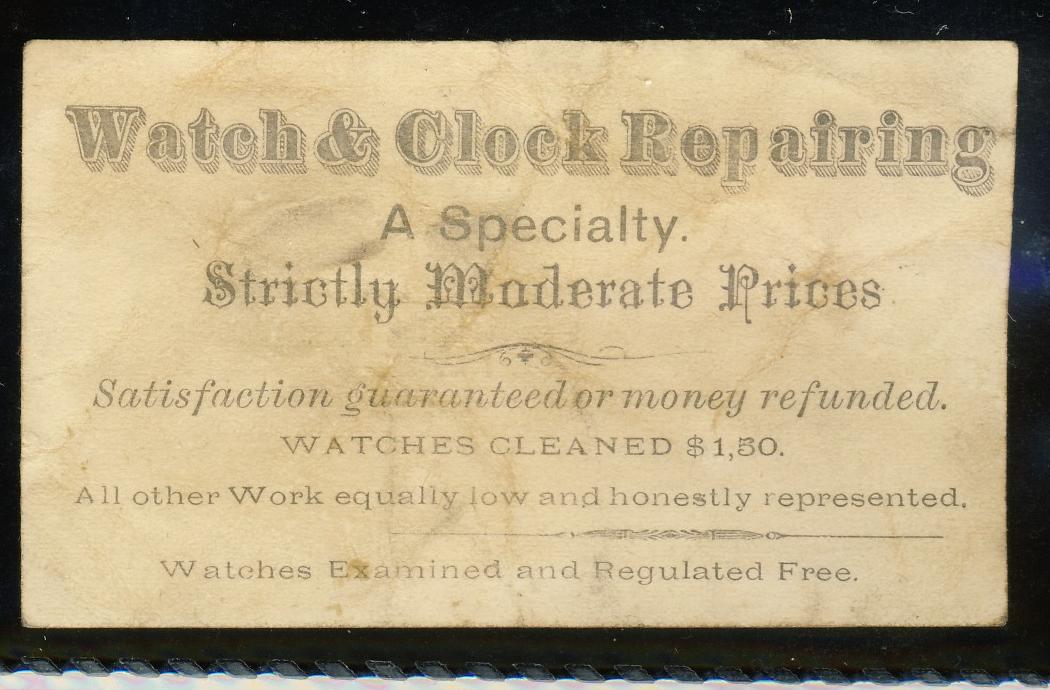 Watch & Clock Repairing
A Specialty.
Strictly Moderate Prices
Satisfaction guaranteed or money refunded.
WATCHES CLEANED $1,50.
All other Work equally low and honestly represented.
Watches Examined and Regulated Free.